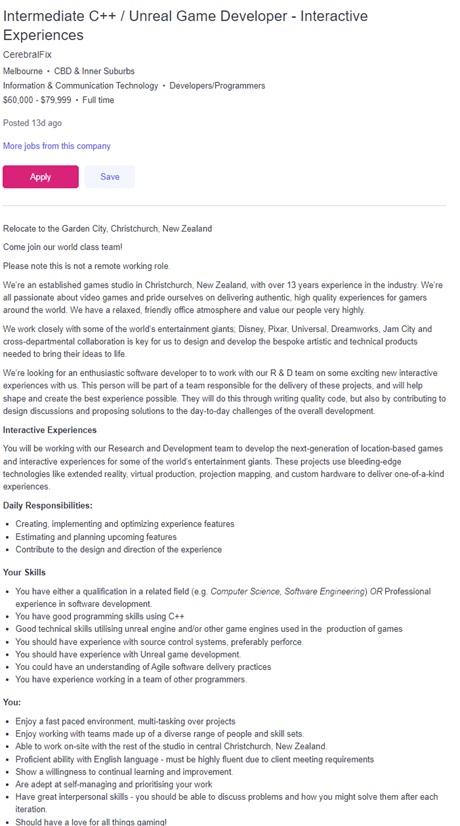 Intermediate C++ / Unreal Game Developer - Interactive
Experiences
CerebralFix
Melbourne • CBD & Inner Suburbs
Information & Communication Technology • Developers/Programmers
$60,000 - $79,999 • Full time
Posted 13d ago
More jobs from this company
Apply
Save
Relocate to the Garden City, Christchurch, New Zealand
Come join our world class team!
Please note this is not a remote working role.
We're an established games studio in Christchurch, New Zealand, with over 13 years experience in the industry. We're
all passionate about video games and pride ourselves on delivering authentic, high quality experiences for gamers
around the world. We have a relaxed, friendly office atmosphere and value our people very highly.
We work closely with some of the world's entertainment giants; Disney, Pixar, Universal, Dreamworks, Jam City and
cross-departmental collaboration is key for us to design and develop the bespoke artistic and technical products
needed to bring their ideas to life.
We're looking for an enthusiastic software developer to to work with our R & D team on some exciting new interactive
experiences with us. This person will be part of a team responsible for the delivery of these projects, and will help
shape and create the best experience possible. They will do this through writing quality code, but also by contributing to
design discussions and proposing solutions to the day-to-day challenges of the overall development.
Interactive Experiences
You will be working with our Research and Development team to develop the next-generation of location-based games
and interactive experiences for some of the world's entertainment giants. These projects use bleeding-edge
technologies like extended reality, virtual production, projection mapping, and custom hardware to deliver one-of-a-kind
experiences.
Daily Responsibilities:
• Creating, implementing and optimizing experience features
• Estimating and planning upcoming features
• Contribute to the design and direction of the experience
Your Skills
• You have either a qualification in a related field (e.g. Computer Science, Software Engineering) OR Professional
experience in software development.
• You have good programming skills using C++
• Good technical skills utilising unreal engine and/or other game engines used in the production of games
• You should have experience with source control systems, preferably perforce.
• You should have experience with Unreal game development.
• You could have an understanding of Agile software delivery practices
• You have experience working in a team of other programmers.
You:
• Enjoy a fast paced environment, multi-tasking over projects
• Enjoy working with teams made up of a diverse range of people and skill sets.
• Able to work on-site with the rest of the studio in central Christchurch, New Zealand.
• Proficient ability with English language - must be highly fluent due to client meeting requirements
• Show a willingness to continual learning and improvement.
• Are adept at self-managing and prioritising your work
• Have great interpersonal skills - you should be able to discuss problems and how you might solve them after each
iteration.
• Should have a love for all things gaming!